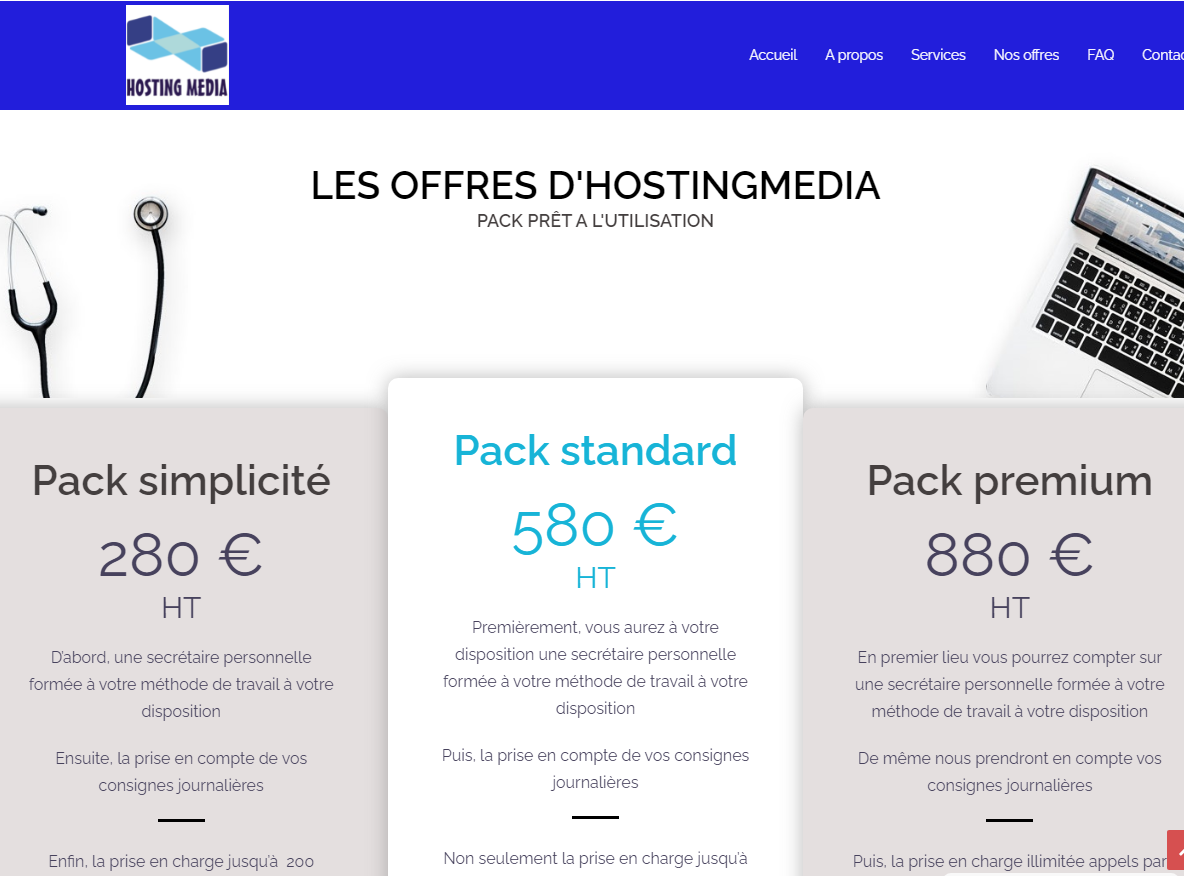 HOSTING MEDIA
Accueil
A propos
Services
Nos offres
FAQ
Contac
LES OFFRES D'HOSTINGMEDIA
PACK PRÊT A L'UTILISATION
Pack simplicité
280 €
HT
D'abord, une secrétaire personnelle
formée à votre méthode de travail à votre
disposition
Ensuite, la prise en compte de vos
consignes journalières
Enfin, la prise en charge jusqu'à 200
Pack standard
580 €
HT
Premièrement, vous aurez à votre
disposition une secrétaire personnelle
formée à votre méthode de travail à votre
disposition
Puis, la prise en compte de vos consignes
journalières
Non seulement la prise en charge jusqu'à
Pack premium
880 €
HT
En premier lieu vous pourrez compter sur
une secrétaire personnelle formée à votre
méthode de travail à votre disposition
De même nous prendront en compte vos
consignes journalières
Puis, la prise en charge illimitée appels par